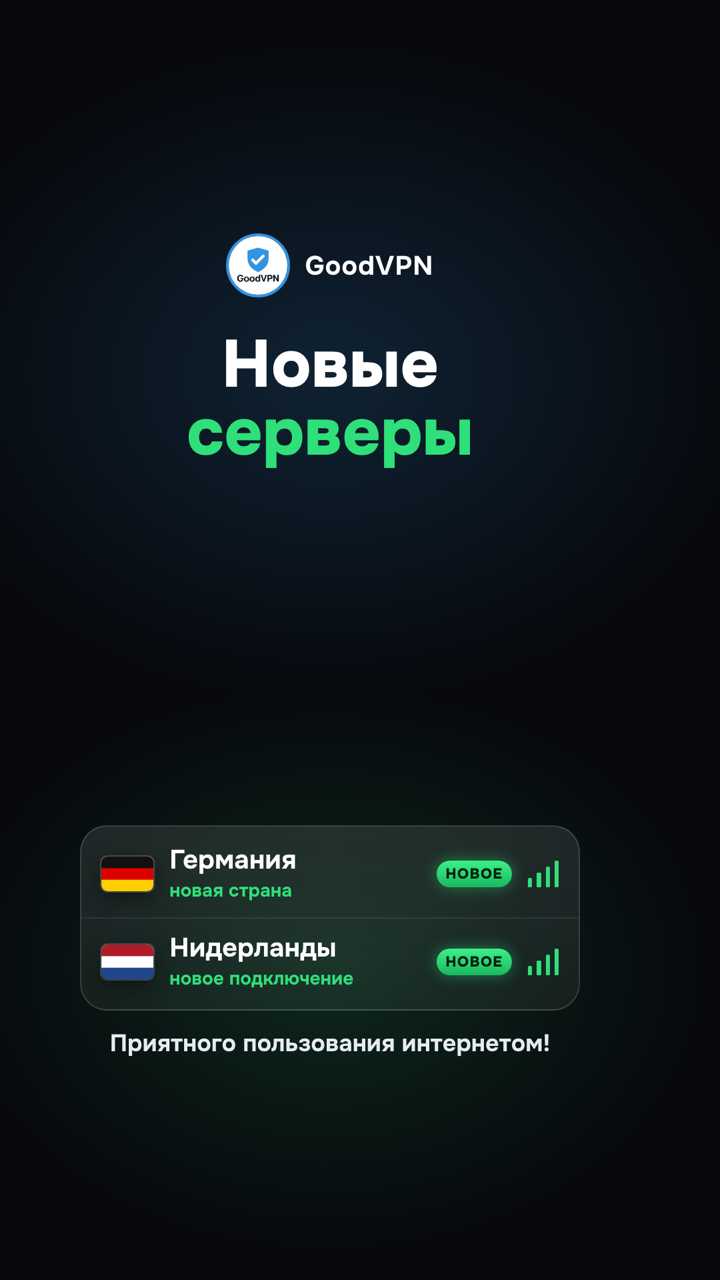 GoodVPN
GoodVPN
Новые
серверы
Германия
новая страна
НОВОЕ
Нидерланды
новое подключение
НОВОЕ
Приятного пользования интернетом!